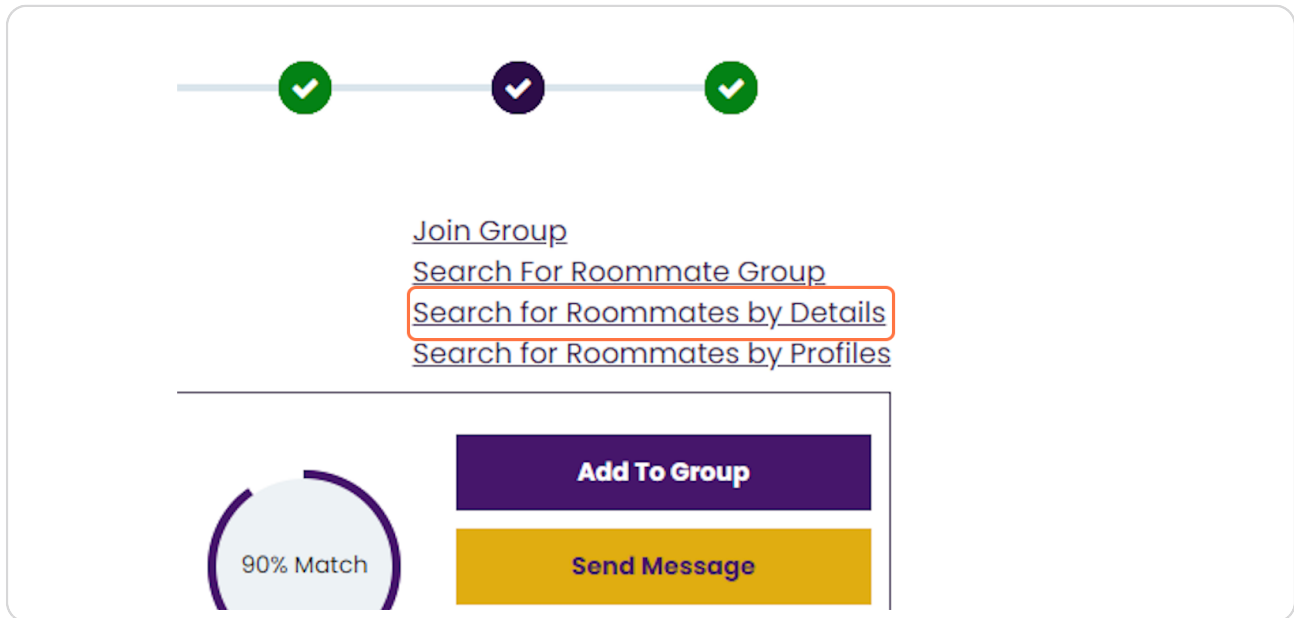 Join Group
Search For Roommate Group
Search for Roommates by Details
Search for Roommates by Profiles
Add To Group
90% Match
Send Message